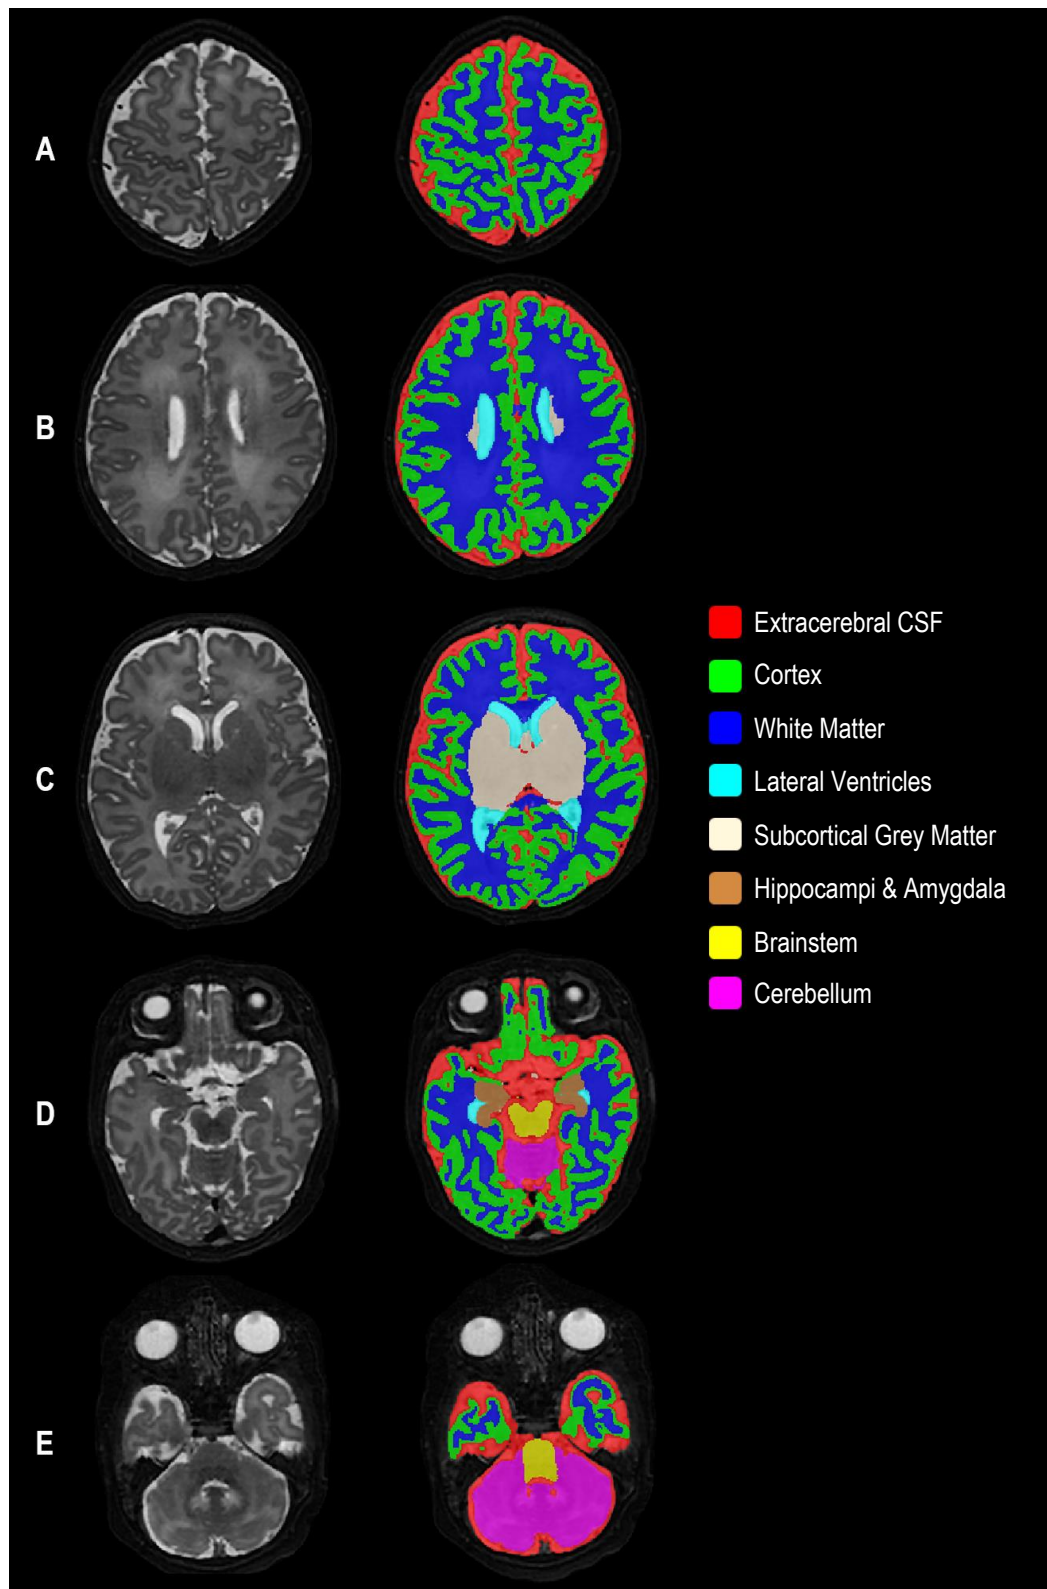 A
B
C
Extracerebral CSF
Cortex
White Matter
Lateral Ventricles
Subcortical Grey Matter
Hippocampi & Amygdala
Brainstem
Cerebellum
D
E